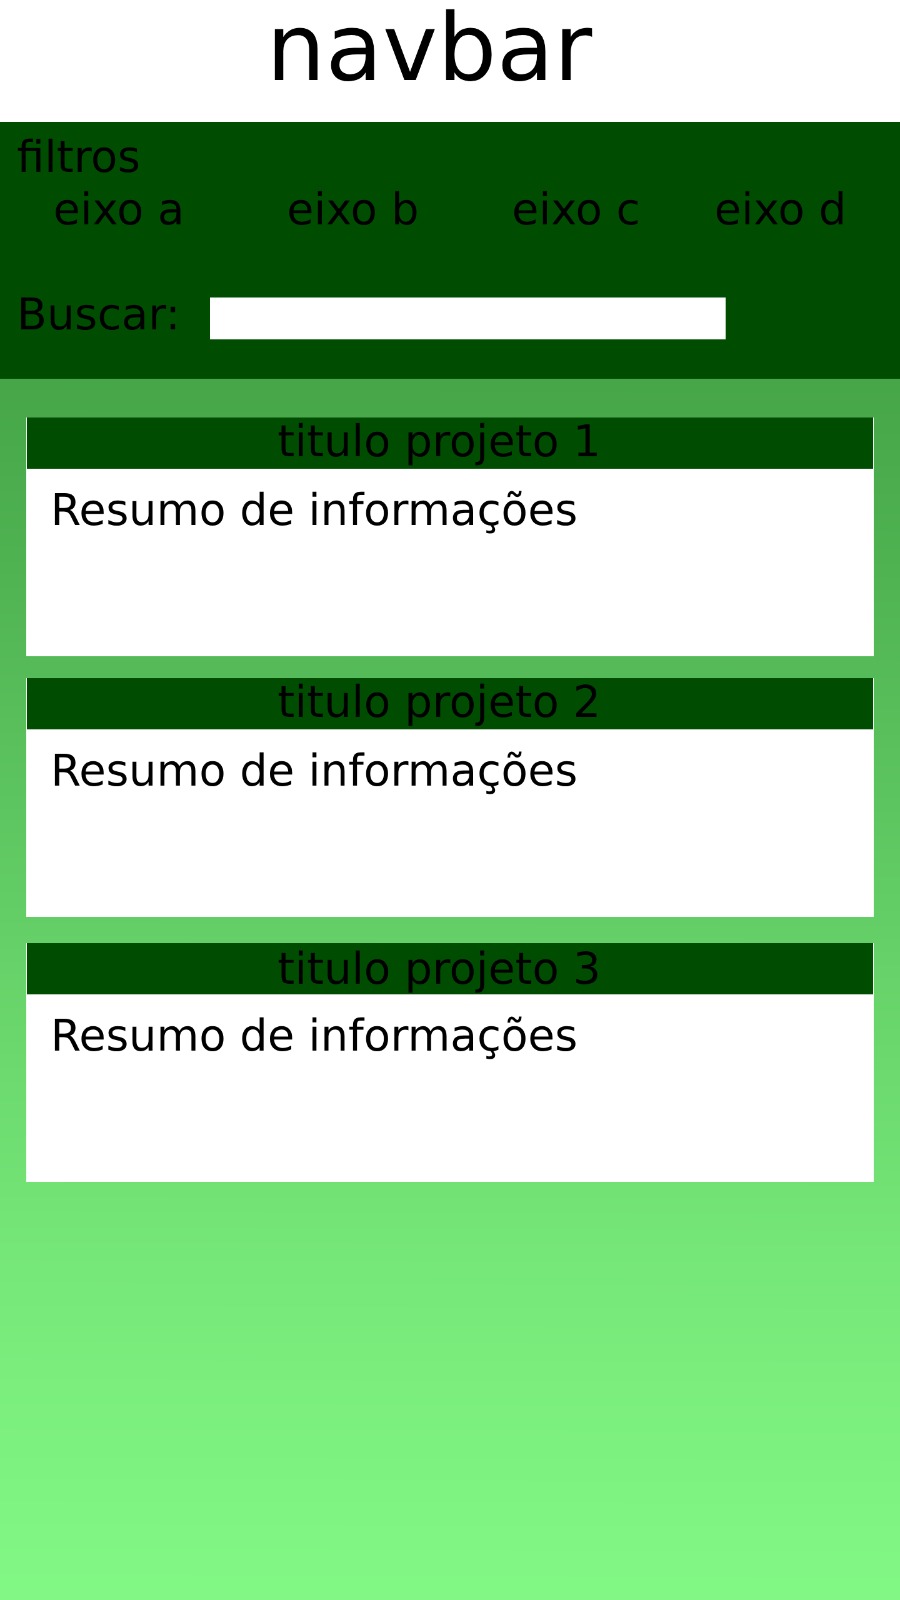 navbar
filtros
eixo a eixo b eixo c eixo d
Buscar:
titulo projeto 1
Resumo de informações
titulo projeto 2
Resumo de informações
titulo projeto 3
Resumo de informações